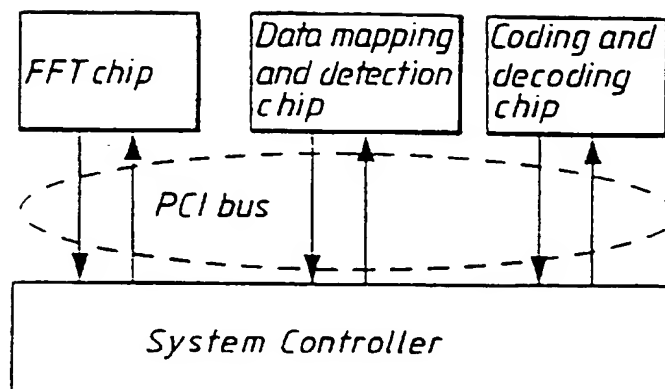 FFT chip
Data mapping
and detection
chip
Coding and
decoding
chip
PCI bus
System Controller